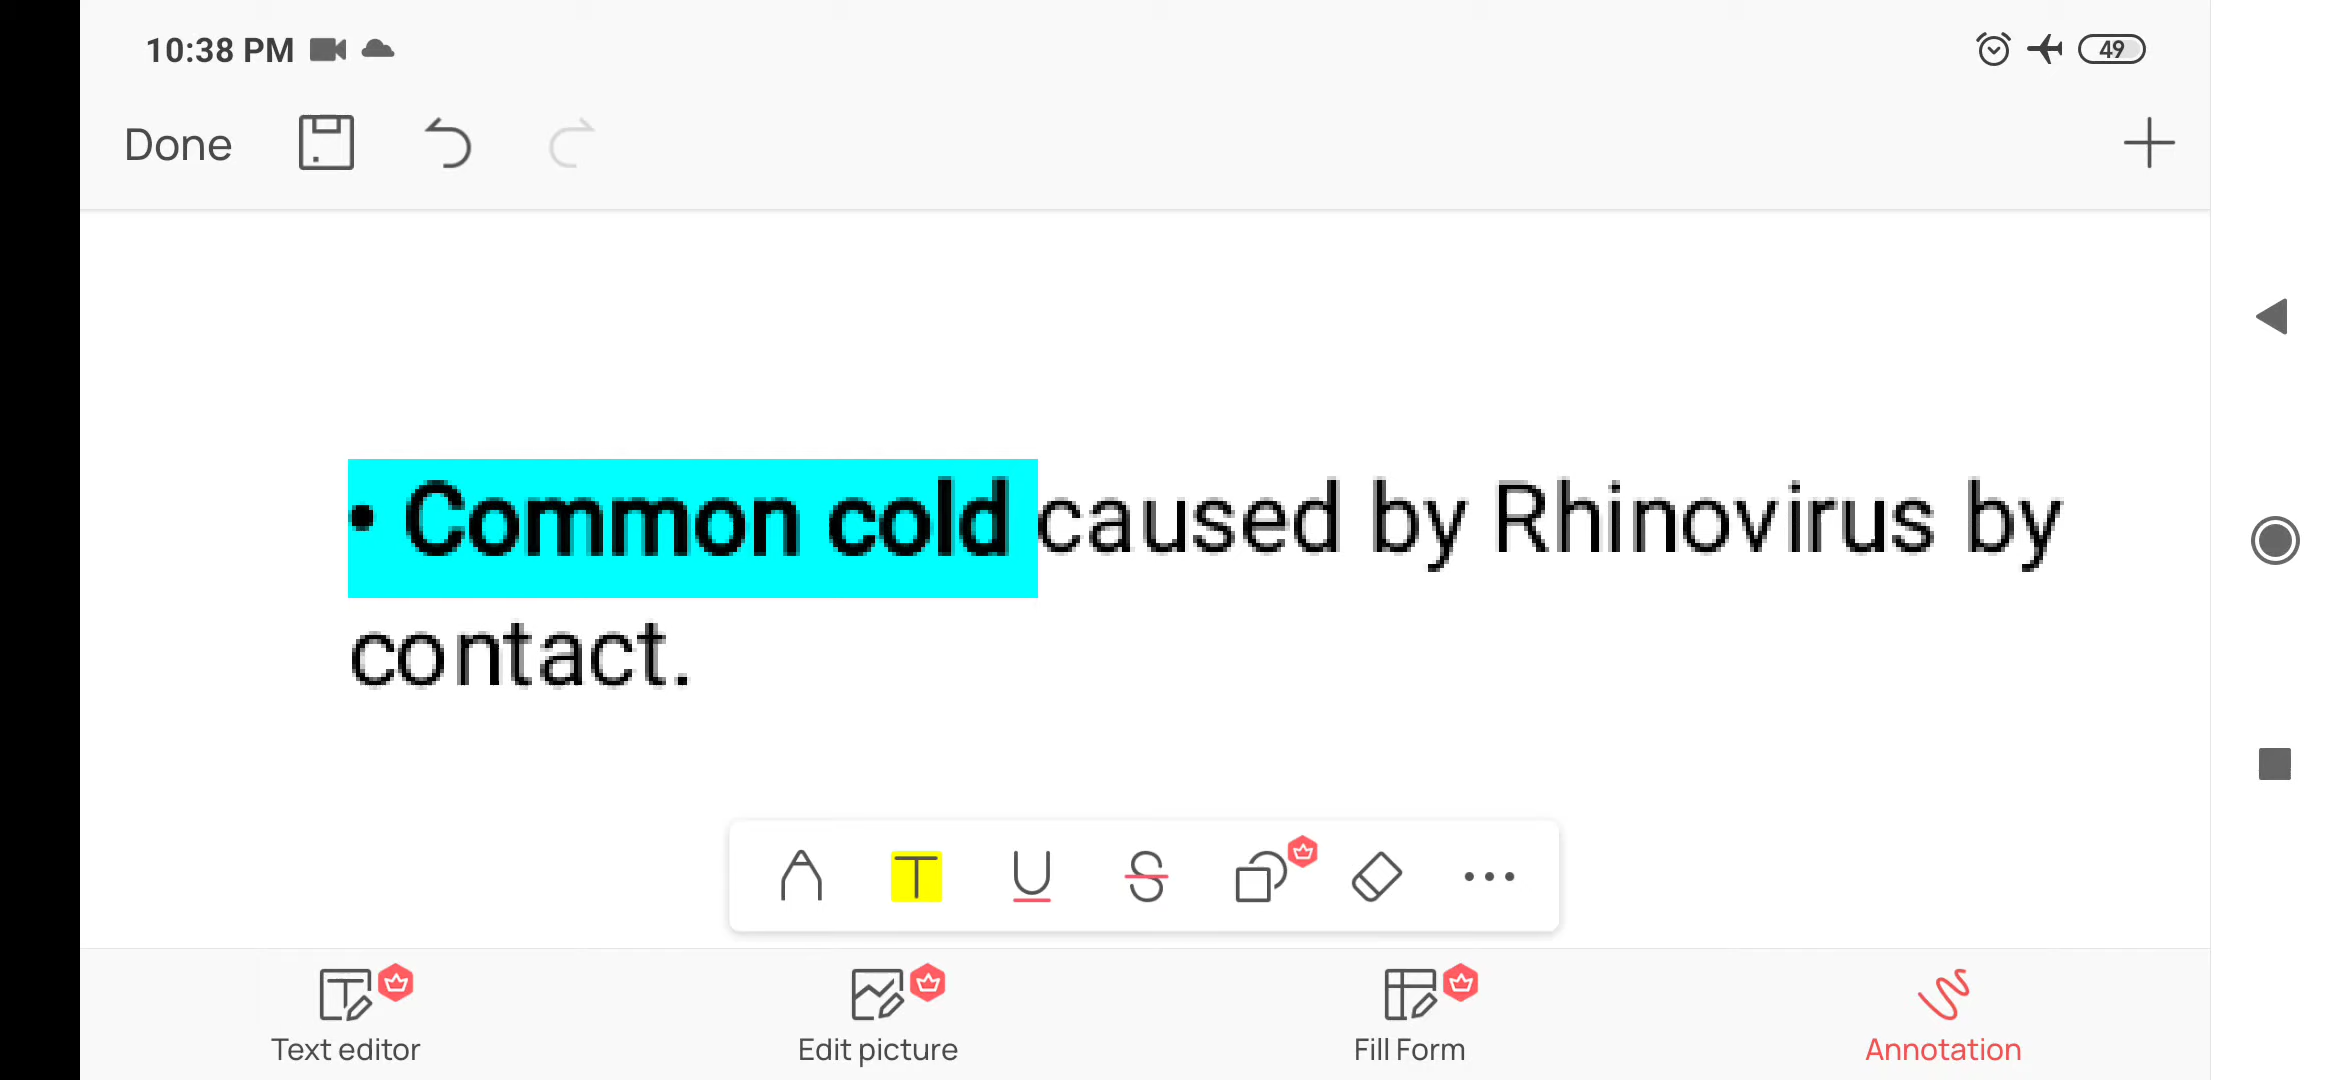 10:38 PM
49
Done
• Common cold caused by Rhinovirus by
contact.
T U S
Text editor
Edit picture
Fill Form
Annotation